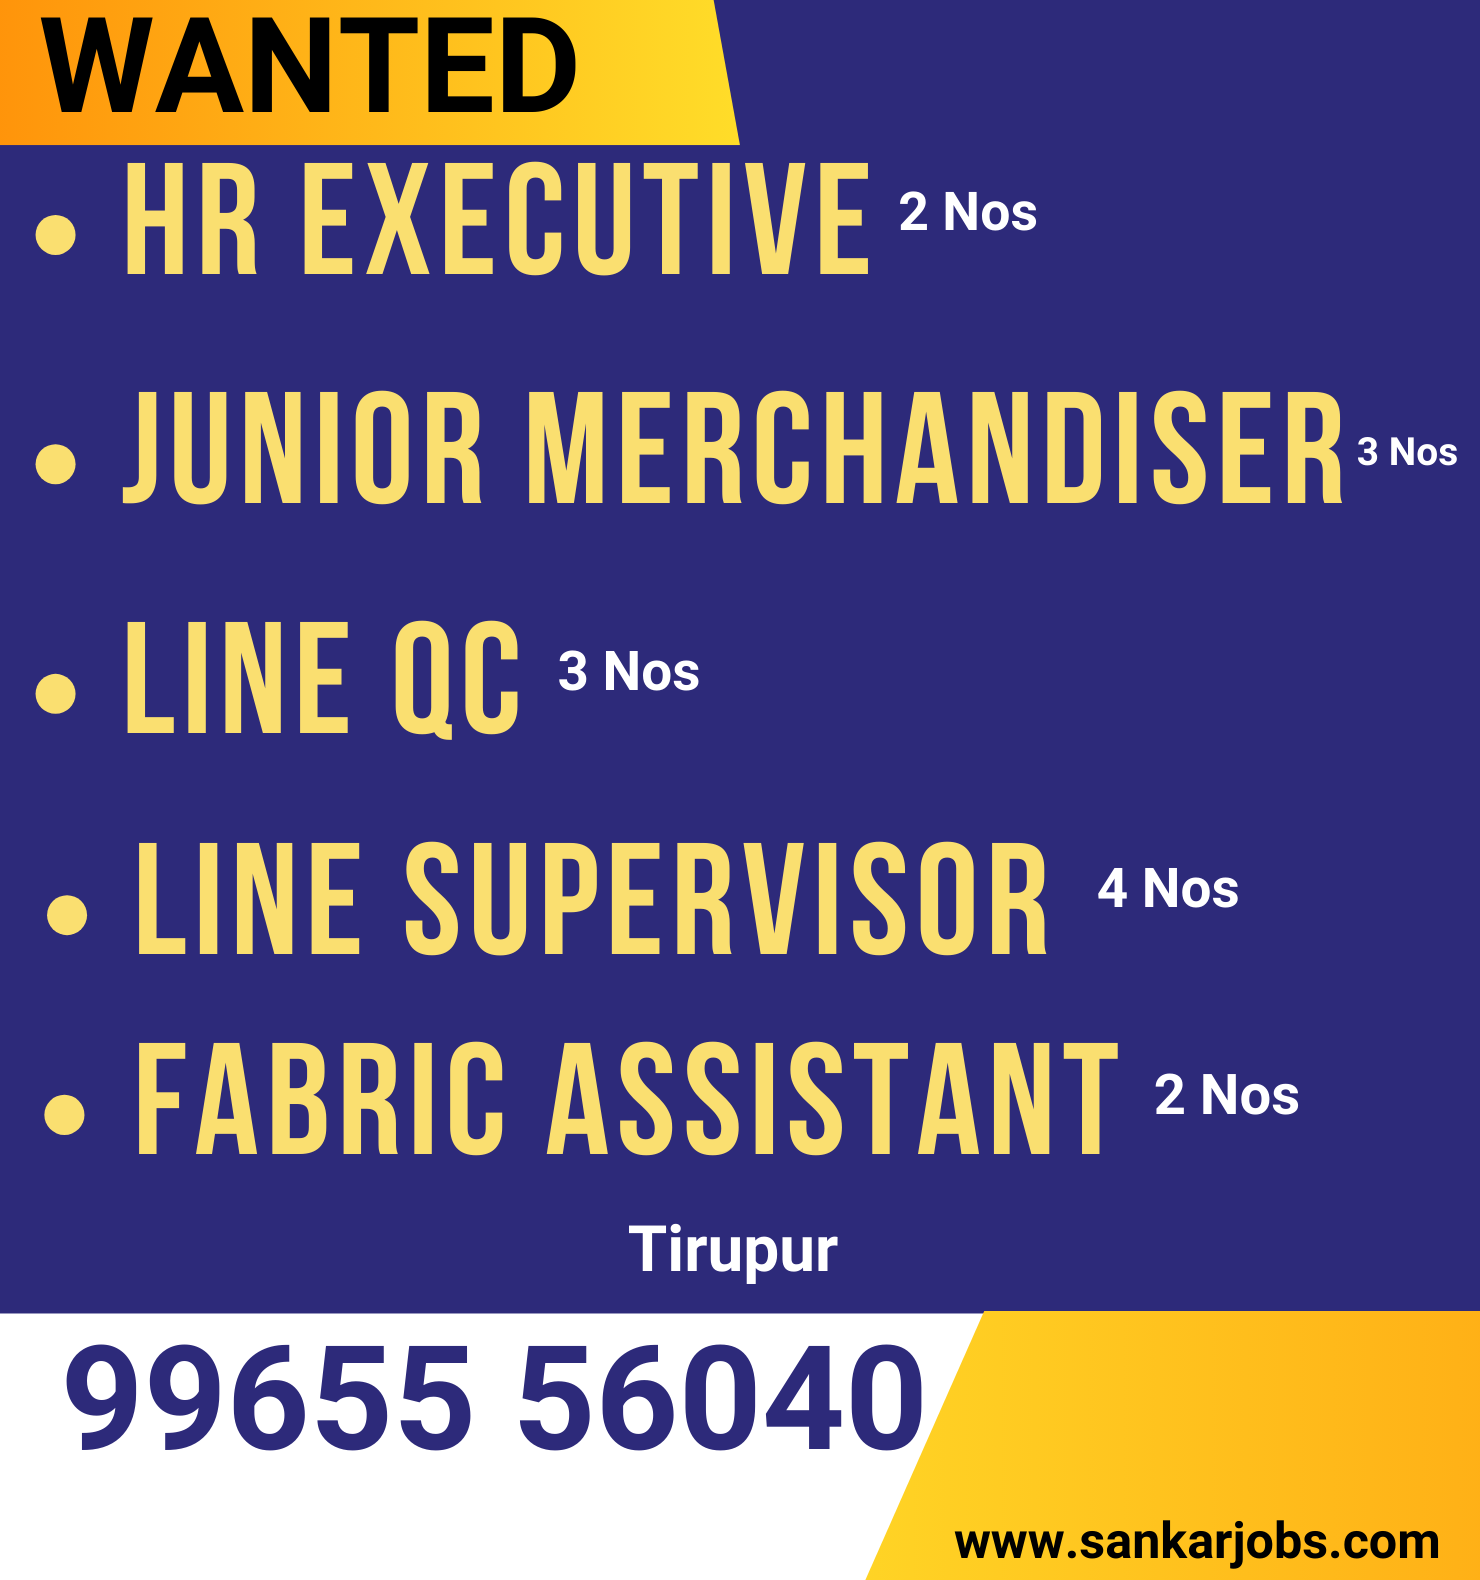 WANTED
• HR EXECUTIVE 2 Nos
• JUNIOR MERCHANDISER 3 Nos
• LINE QC 3 Nos
• LINE SUPERVISOR 4 Nos
• FABRIC ASSISTANT 2 Nos
Tirupur
99655 56040
www.sankarjobs.com